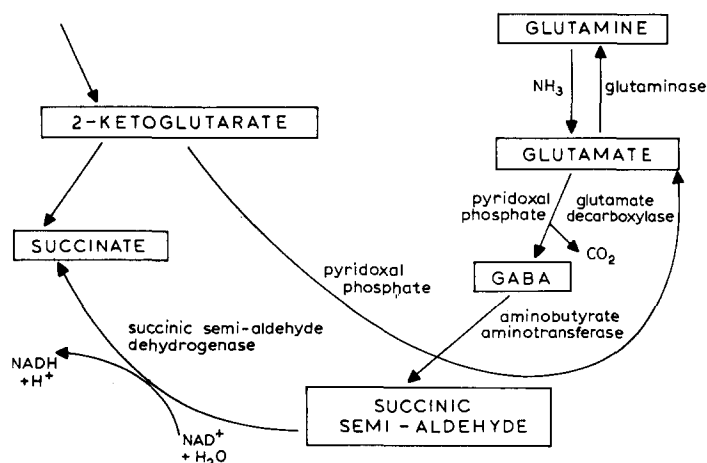 GLUTAMINE
NH3
glutaminase
2-KETOGLUTARATE
GLUTAMATE
pyridoxal
phosphate
glutamate
decarboxylase
CO2
SUCCINATE
GABA
pyridoxal
phosphate
aminobutyrate
aminotransferase
succinic semi-aldehyde
dehydrogenase
NADH
+H+
SUCCINIC
SEMI-ALDEHYDE
NAD+
+ H2O